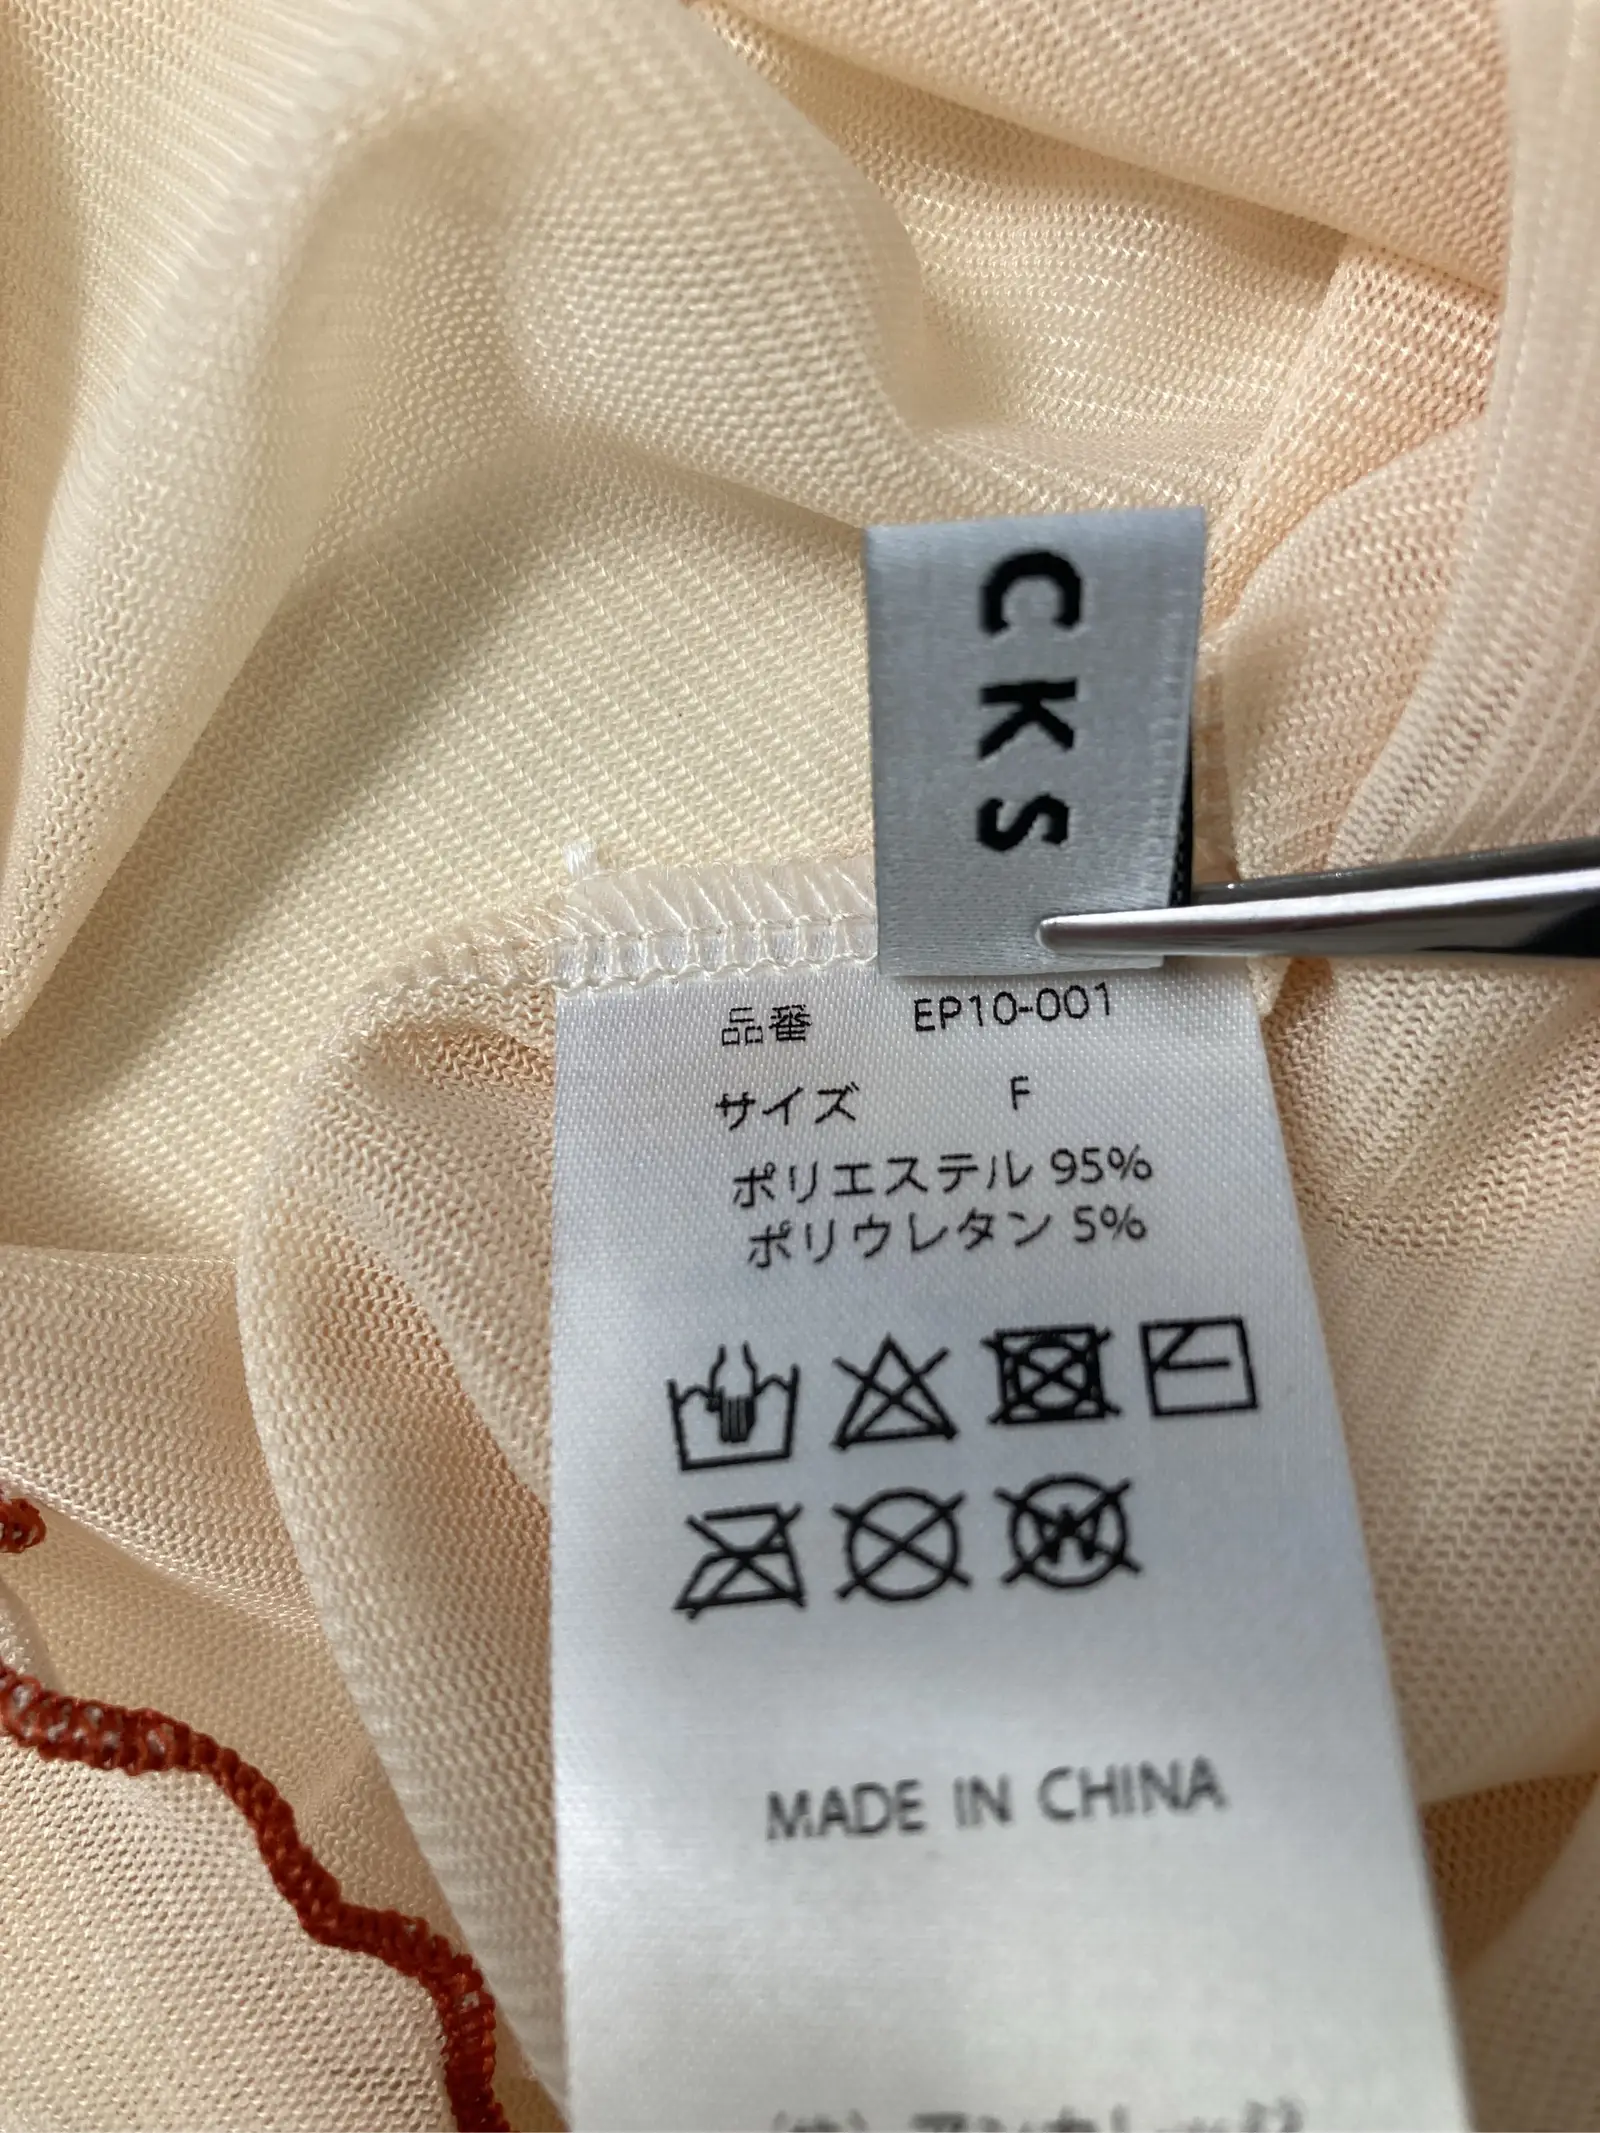 CKS
品番 EP10-001
サイズ F
ポリエステル 95%
ポリウレタン 5%
MADE IN CHINA